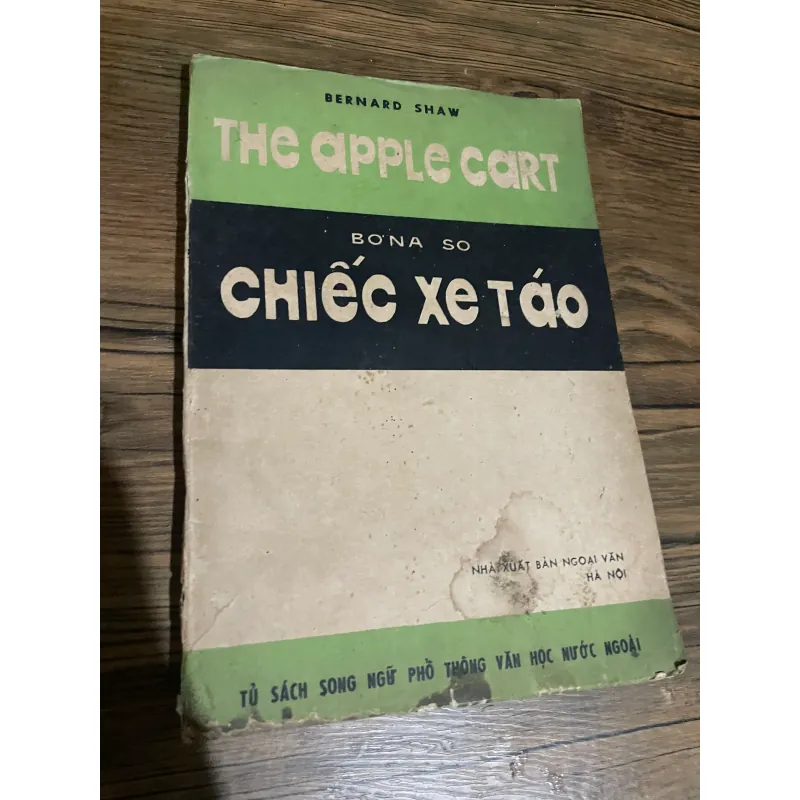 BERNARD SHAW
THe aPPLe CaRT
BƠNA SO
CHIẾC Xe Táo
NHÀ XUẤT BẢN NGOẠI VĂN
HÀ NỘI
TỦ SÁCH SONG NGỮ PHỔ THÔNG VĂN HỌC NƯỚC NGOÀI